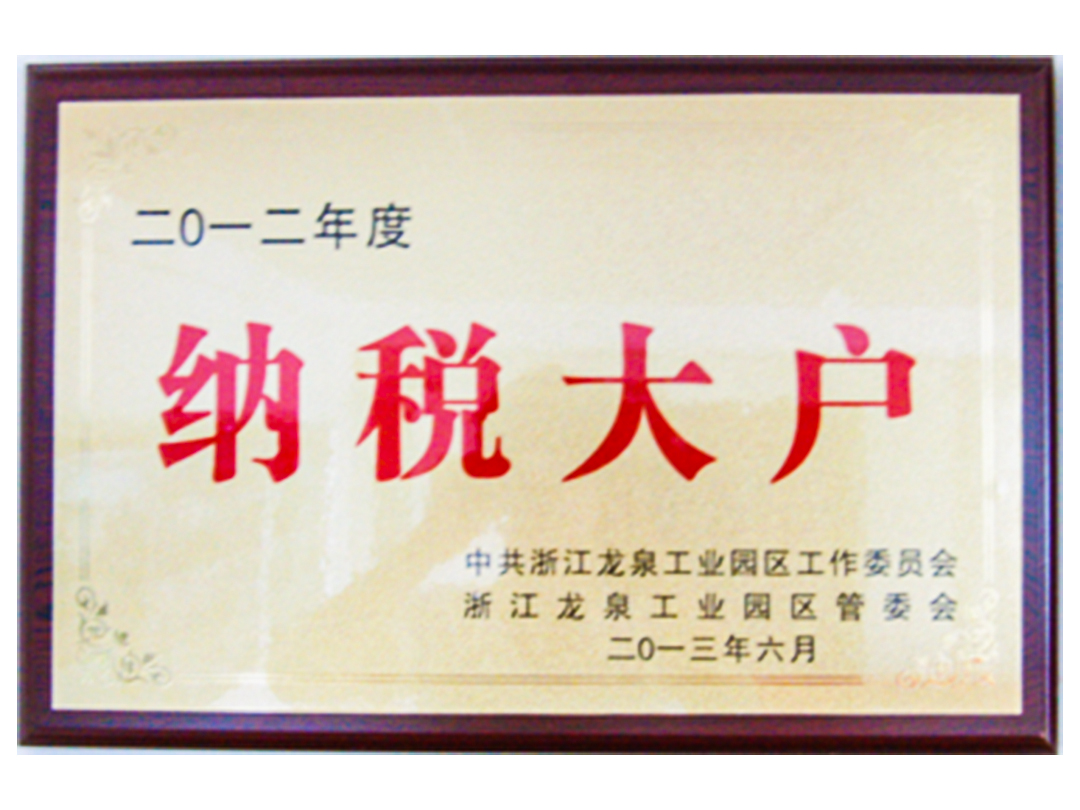 二0一二年度
纳税大户
中共浙江龙泉工业园区工作委员会
浙江龙泉工业园区管委会
二0一三年六月